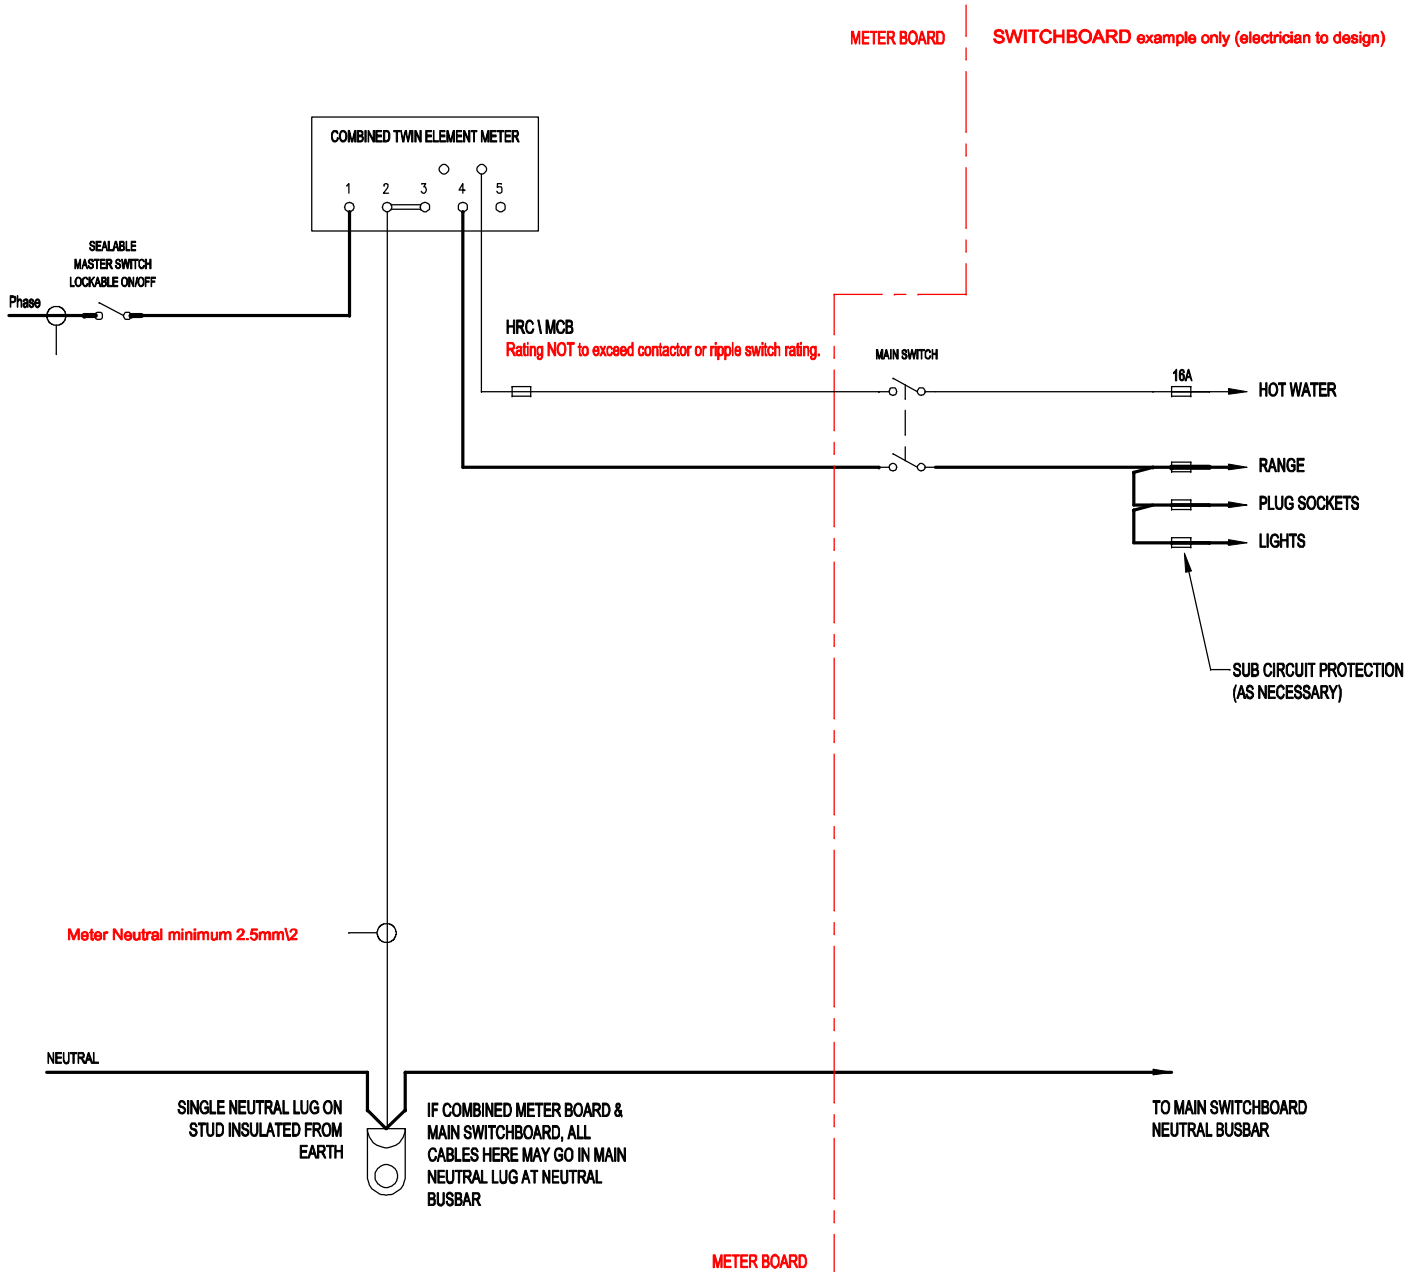 METER BOARD
SWITCHBOARD example only (electrician to design)
COMBINED TWIN ELEMENT METER
1 2 3 4 5
SEALABLE
MASTER SWITCH
LOCKABLE ON/OFF
Phase
HRC \ MCB
Rating NOT to exceed contactor or ripple switch rating.
MAIN SWITCH
16A
HOT WATER
RANGE
PLUG SOCKETS
LIGHTS
SUB CIRCUIT PROTECTION
(AS NECESSARY)
Meter Neutral minimum 2.5mm\2
NEUTRAL
SINGLE NEUTRAL LUG ON
STUD INSULATED FROM
EARTH
IF COMBINED METER BOARD &
MAIN SWITCHBOARD, ALL
CABLES HERE MAY GO IN MAIN
NEUTRAL LUG AT NEUTRAL
BUSBAR
TO MAIN SWITCHBOARD
NEUTRAL BUSBAR
METER BOARD